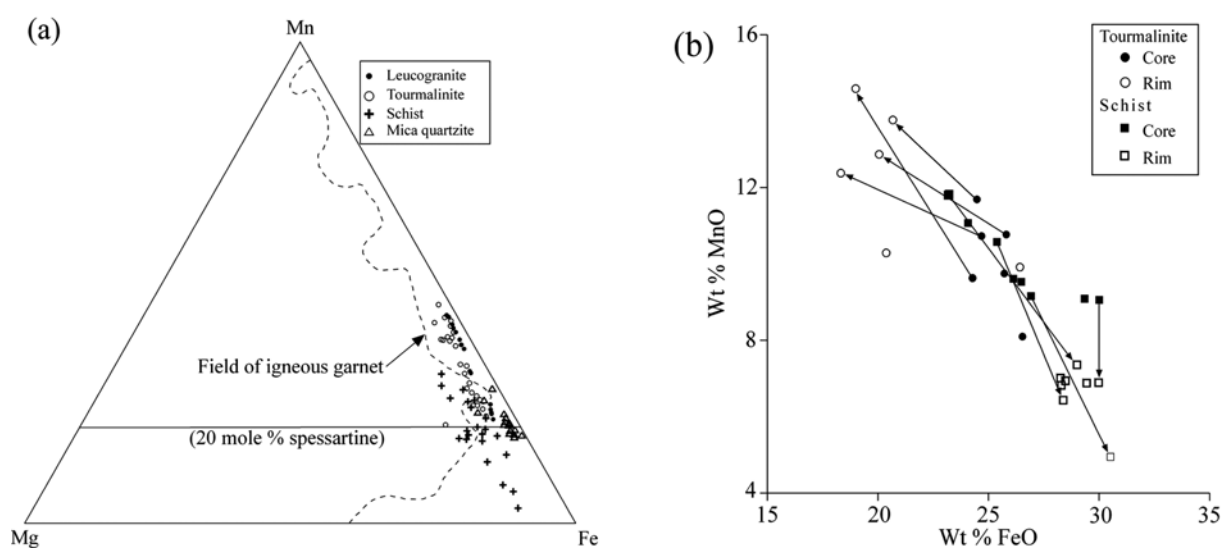 (a)
Mn
Leucogranite
Tourmalinite
Schist
Mica quartzite
Field of igneous garnet
(20 mole % spessartine)
Mg
Fe
(b)
16
12
8
4
Wt % MnO
15
20
25
30
35
Wt % FeO
Tourmalinite
Core
Rim
Schist
Core
Rim